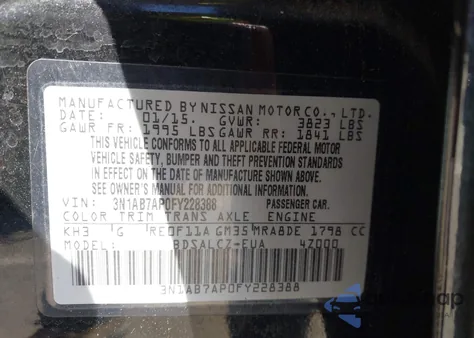 MANUFACTURED BY NISSAN MOTOR CO., LTD.
DATE: 01/15. GVWR: 3823 LBS
GAWR FR: 1995 LBS GAWR RR: 1841 LBS
THIS VEHICLE CONFORMS TO ALL APPLICABLE FEDERAL MOTOR
VEHICLE SAFETY, BUMPER AND THEFT PREVENTION STANDARDS
IN EFFECT ON THE DATE OF MANUFACTURE SHOWN ABOVE.
SEE OWNER'S MANUAL FOR ADDITIONAL INFORMATION.
VIN: 3N1AB7AP0FY228388 PASSENGER CAR.
COLOR TRIM TRANS AXLE ENGINE
KH3 G RE0F11A GM35 MRA8DE 1798 CC
MODEL: BDSALCZ-EUA 47000
3N1AB7AP0FY228388